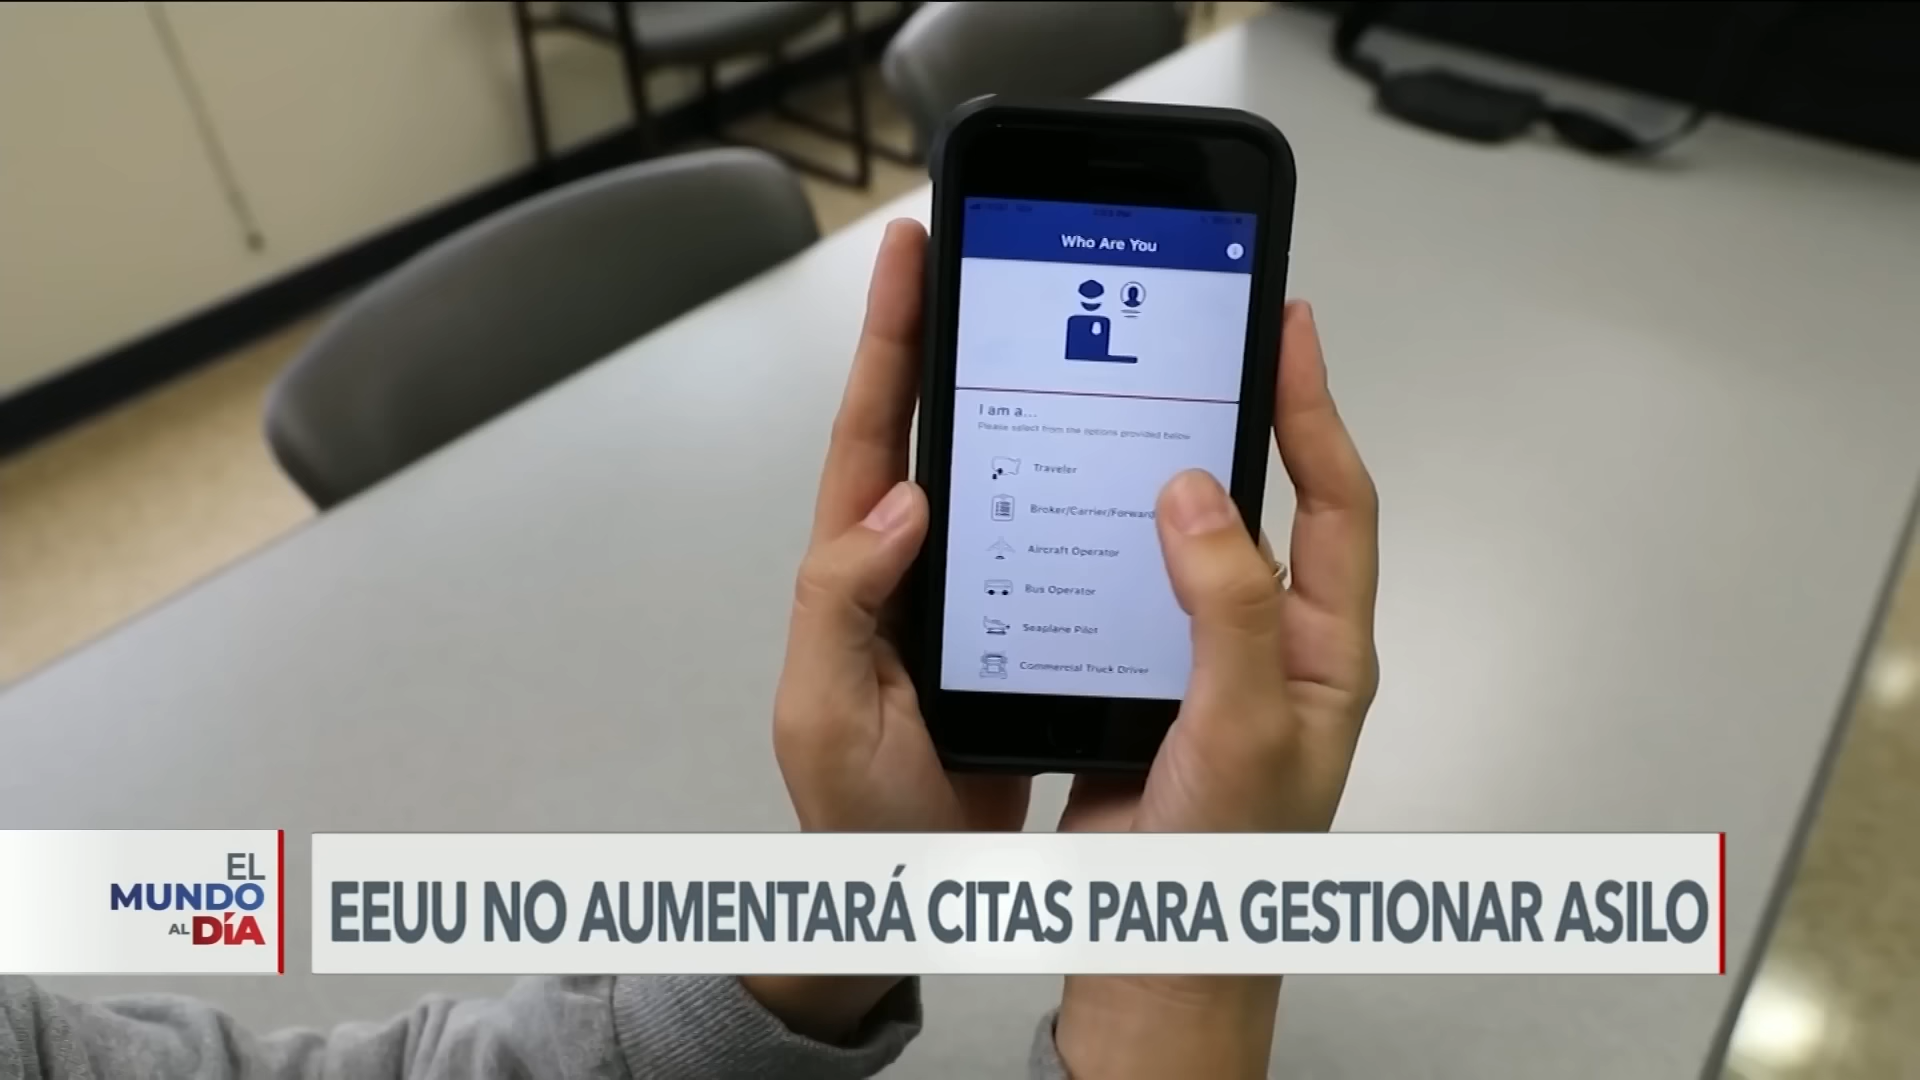 Who Are You
I am a...
Please select from the options provided below
Traveler
Broker/Carrier/Forward
Aircraft Operator
Bus Operator
Seaplane Pilot
Commercial Truck Driver
EL
MUNDO
AL DÍA
EEUU NO AUMENTARÁ CITAS PARA GESTIONAR ASILO